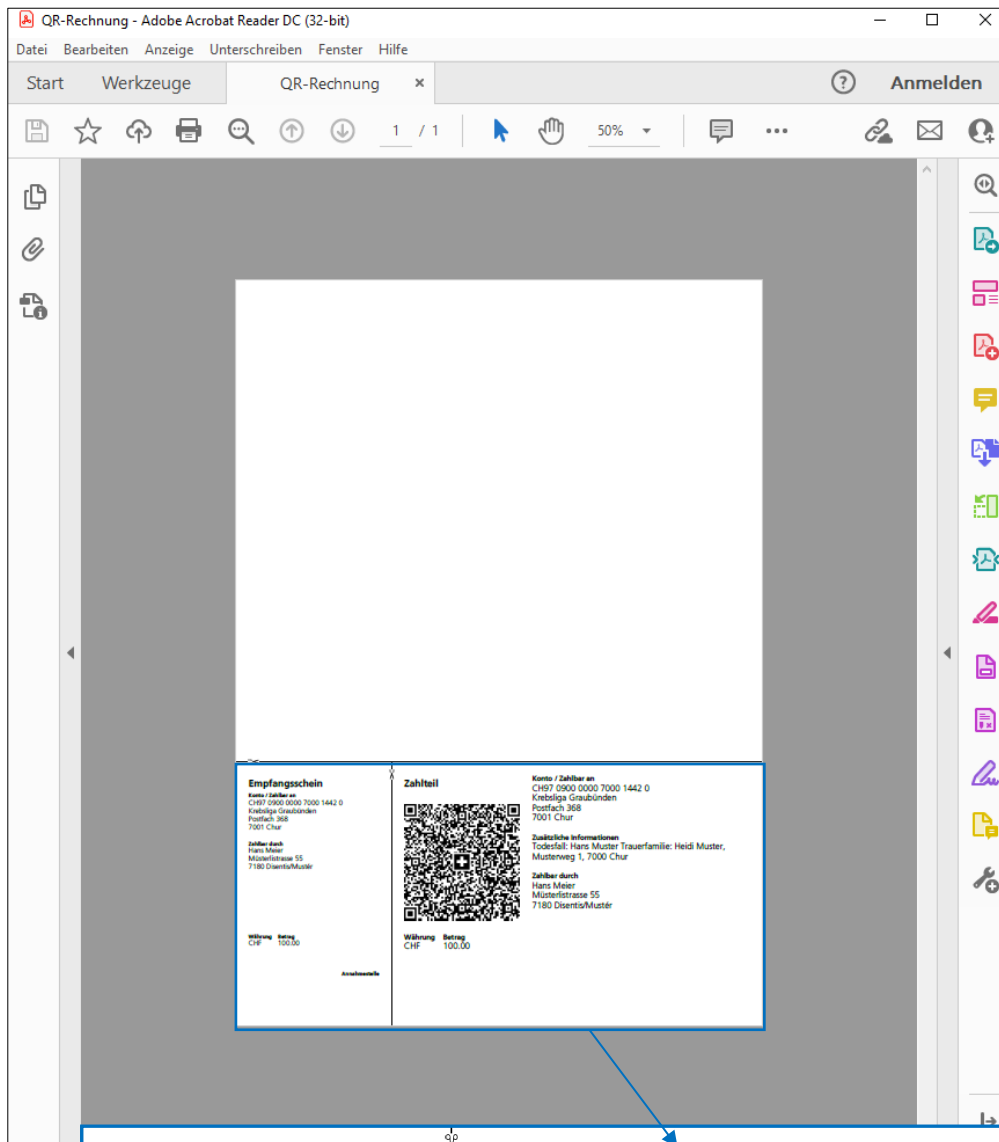 QR-Rechnung - Adobe Acrobat Reader DC (32-bit)
Datei Bearbeiten Anzeige Unterschreiben Fenster Hilfe
Start Werkzeuge QR-Rechnung × ? Anmelden
1 / 1 50%
Empfangsschein
Konto / Zahlbar an
CH97 0900 0000 7000 1442 0
Krebsliga Graubünden
Postfach 368
7001 Chur
Zahlbar durch
Hans Meier
Müsterlistrasse 55
7180 Disentis/Mustér
Währung Betrag
CHF 100.00
Annahmestelle
Zahlteil
Währung Betrag
CHF 100.00
Konto / Zahlbar an
CH97 0900 0000 7000 1442 0
Krebsliga Graubünden
Postfach 368
7001 Chur
Zusätzliche Informationen
Todesfall: Hans Muster Trauerfamilie: Heidi Muster,
Musterweg 1, 7000 Chur
Zahlbar durch
Hans Meier
Müsterlistrasse 55
7180 Disentis/Mustér